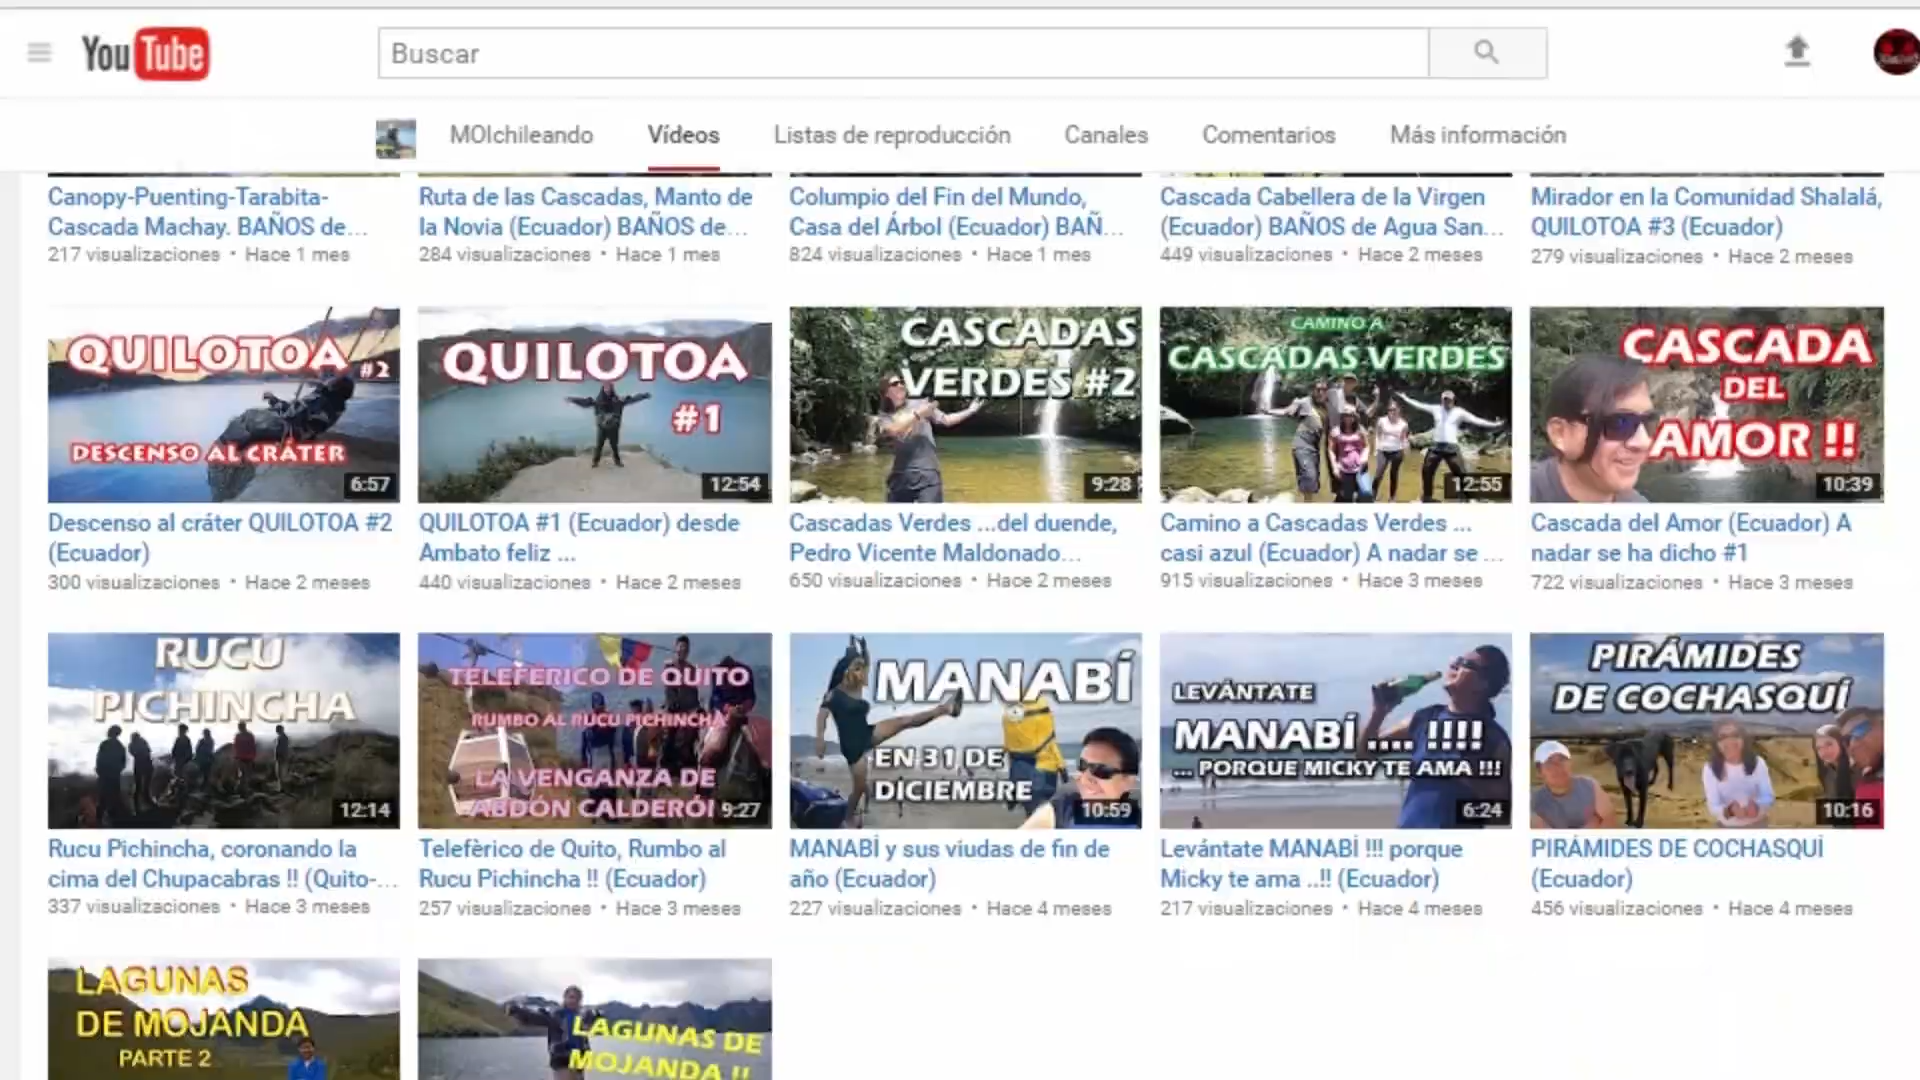 YouTube
Buscar
MOIchileando
Vídeos
Listas de reproducción
Canales
Comentarios
Más información
Canopy-Puenting-Tarabita-
Cascada Machay. BAÑOS de...
217 visualizaciones • Hace 1 mes
Ruta de las Cascadas, Manto de
la Novia (Ecuador) BAÑOS de...
284 visualizaciones • Hace 1 mes
Columpio del Fin del Mundo,
Casa del Árbol (Ecuador) BAÑ...
824 visualizaciones • Hace 1 mes
Cascada Cabellera de la Virgen
(Ecuador) BAÑOS de Agua San...
449 visualizaciones • Hace 2 meses
Mirador en la Comunidad Shalalá,
QUILOTOA #3 (Ecuador)
279 visualizaciones • Hace 2 meses
QUILOTOA #2
DESCENSO AL CRÁTER
6:57
Descenso al cráter QUILOTOA #2
(Ecuador)
300 visualizaciones • Hace 2 meses
QUILOTOA
#1
12:54
QUILOTOA #1 (Ecuador) desde
Ambato feliz ...
440 visualizaciones • Hace 2 meses
CASCADAS
VERDES #2
9:28
Cascadas Verdes ...del duende,
Pedro Vicente Maldonado...
650 visualizaciones • Hace 2 meses
CAMINO A
CASCADAS VERDES
12:55
Camino a Cascadas Verdes ...
casi azul (Ecuador) A nadar se ...
915 visualizaciones • Hace 3 meses
CASCADA
DEL
AMOR !!
10:39
Cascada del Amor (Ecuador) A
nadar se ha dicho #1
722 visualizaciones • Hace 3 meses
RUCU
PICHINCHA
12:14
Rucu Pichincha, coronando la
cima del Chupacabras !! (Quito-...
337 visualizaciones • Hace 3 meses
TELEFÉRICO DE QUITO
RUMBO AL RUCU PICHINCHA
LA VENGANZA DE
ABDÓN CALDERÓ
9:27
Telefèrico de Quito, Rumbo al
Rucu Pichincha !! (Ecuador)
257 visualizaciones • Hace 3 meses
MANABÍ
EN 31 DE
DICIEMBRE
10:59
MANABÍ y sus viudas de fin de
año (Ecuador)
227 visualizaciones • Hace 4 meses
LEVÁNTATE
MANABÍ .... !!!!
... PORQUE MICKY TE AMA !!!
6:24
Levántate MANABÍ !!! porque
Micky te ama ..!! (Ecuador)
217 visualizaciones • Hace 4 meses
PIRÁMIDES
DE COCHASQUÍ
10:16
PIRÁMIDES DE COCHASQUÍ
(Ecuador)
456 visualizaciones • Hace 4 meses
LAGUNAS
DE MOJANDA
PARTE 2
LAGUNAS DE
MOJANDA !!